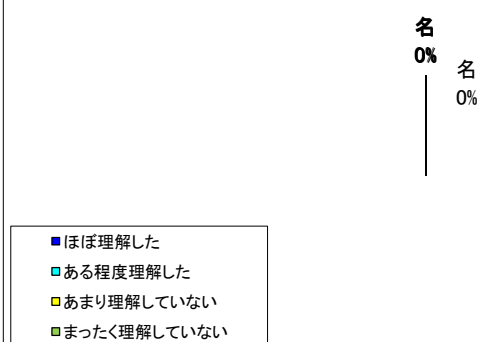 名
0%
名
0%
ほぼ理解した
ある程度理解した
あまり理解していない
まったく理解していない